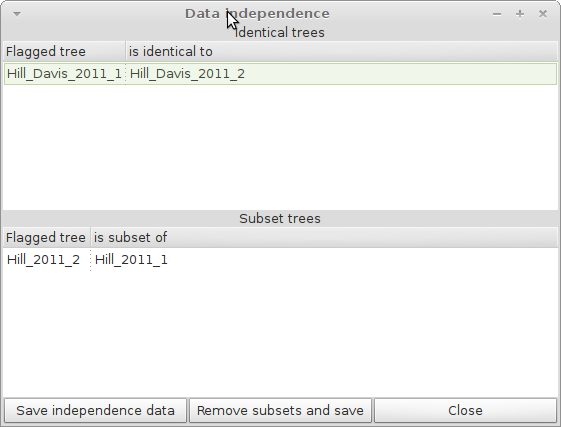 Data independence
Identical trees
Flagged tree is identical to
Hill_Davis_2011_1 Hill_Davis_2011_2
Subset trees
Flagged tree is subset of
Hill_2011_2 Hill_2011_1
Save independence data Remove subsets and save Close